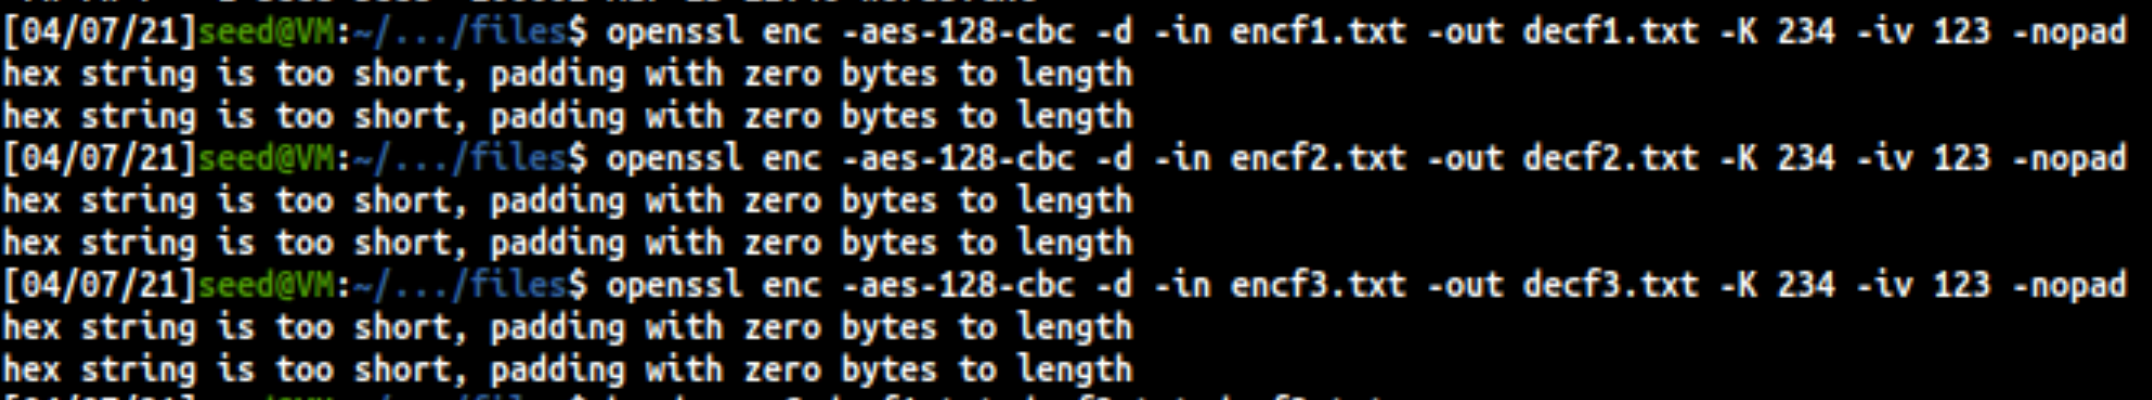 [04/07/21]seed@VM:~/.../files$ openssl enc -aes-128-cbc -d -in encf1.txt -out decf1.txt -K 234 -iv 123 -nopad
hex string is too short, padding with zero bytes to length
hex string is too short, padding with zero bytes to length
[04/07/21]seed@VM:~/.../files$ openssl enc -aes-128-cbc -d -in encf2.txt -out decf2.txt -K 234 -iv 123 -nopad
hex string is too short, padding with zero bytes to length
hex string is too short, padding with zero bytes to length
[04/07/21]seed@VM:~/.../files$ openssl enc -aes-128-cbc -d -in encf3.txt -out decf3.txt -K 234 -iv 123 -nopad
hex string is too short, padding with zero bytes to length
hex string is too short, padding with zero bytes to length